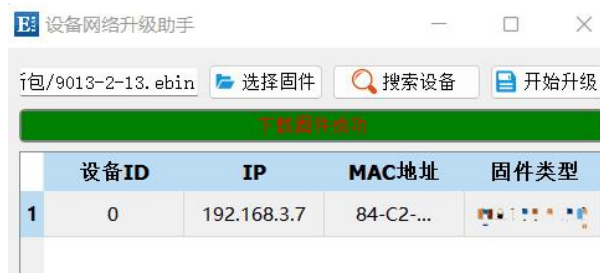 设备网络升级助手
行包/9013-2-13.ebin 选择固件 搜索设备 开始升级
下载固件成功
设备ID IP MAC地址 固件类型
1 0 192.168.3.7 84-C2-...